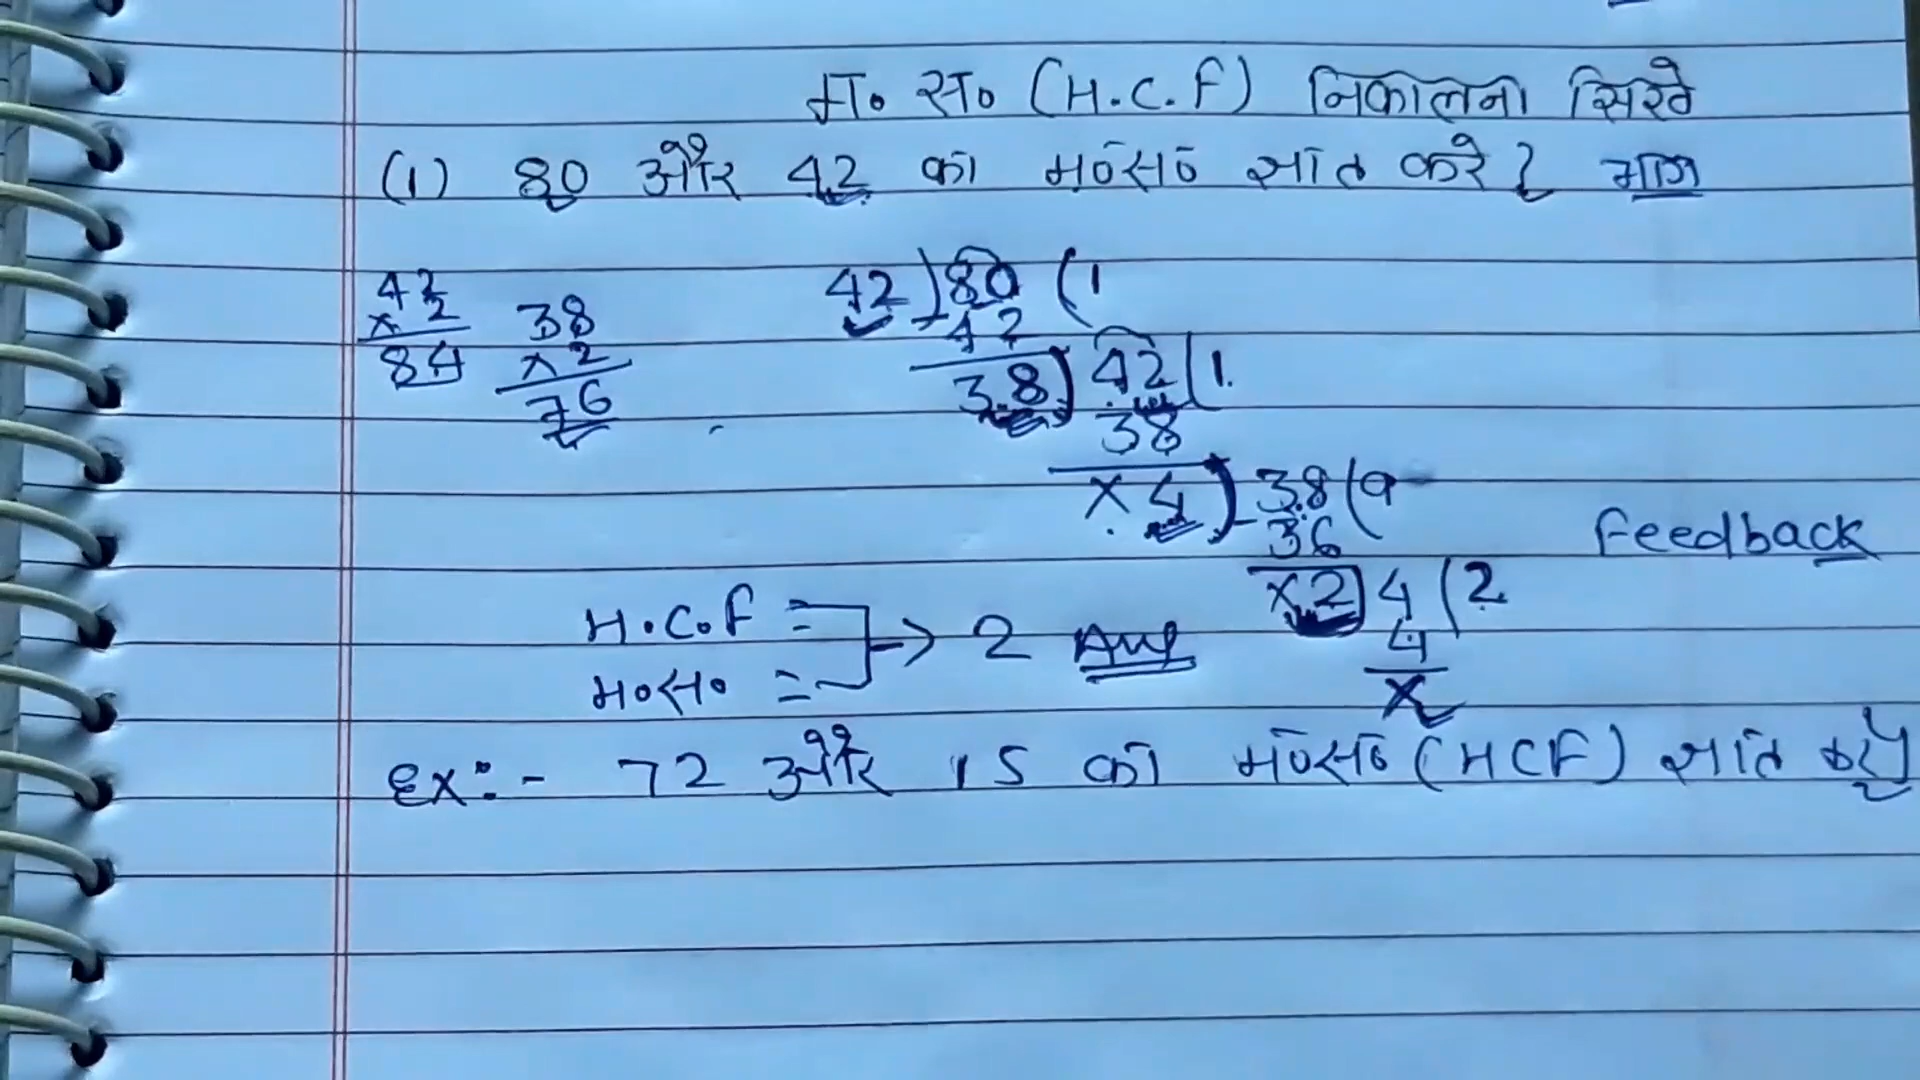 म० स० (H.C.F) निकालना सिखे
(1) 80 और 42 का म०स० ज्ञात करे? भाग
42
×2
84
38
×2
76
42)80(1
42
38)42(1
38
×4)38(9
36
×2)4(2
4
×
Feedback
H.C.F =
म०स० =
→ 2 Ans
Ex:- 72 और 15 का म०स० (HCF) ज्ञात करें?